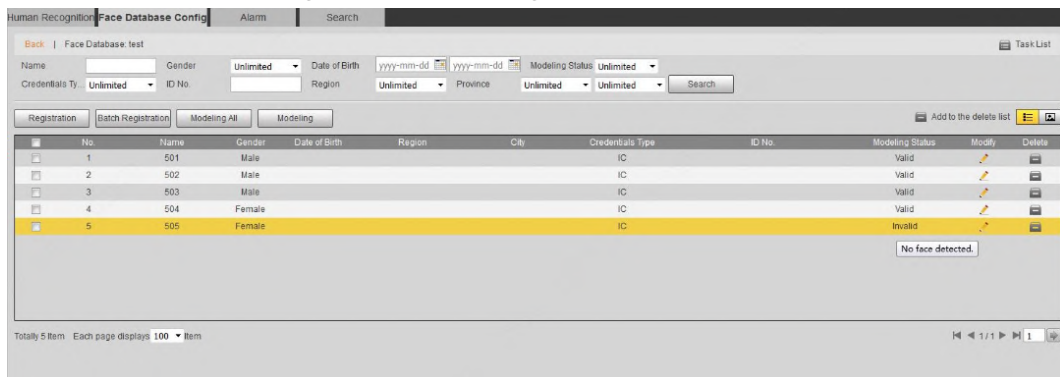 Human Recognition Face Database Config Alarm Search
Back | Face Database: test Task List
Name Gender Unlimited Date of Birth yyyy-mm-dd yyyy-mm-dd Modeling Status Unlimited
Credentials Ty... Unlimited ID No. Region Unlimited Province Unlimited Unlimited Search
Registration Batch Registration Modeling All Modeling Add to the delete list
No. Name Gender Date of Birth Region City Credentials Type ID No. Modeling Status Modify Delete
1 501 Male IC Valid
2 502 Male IC Valid
3 503 Male IC Valid
4 504 Female IC Valid
5 505 Female IC Invalid
No face detected.
Totally 5 Item Each page displays 100 Item 1/1 1